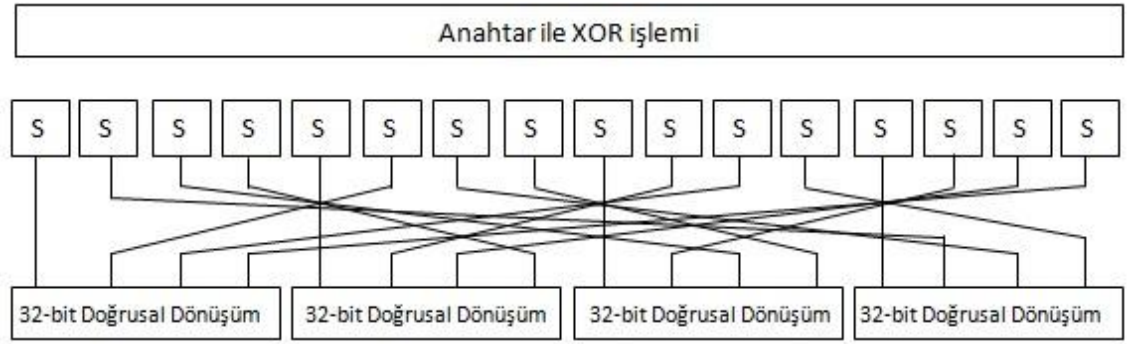 Anahtar ile XOR işlemi
S S S S S S S S S S S S S S S S
32-bit Doğrusal Dönüşüm 32-bit Doğrusal Dönüşüm 32-bit Doğrusal Dönüşüm 32-bit Doğrusal Dönüşüm